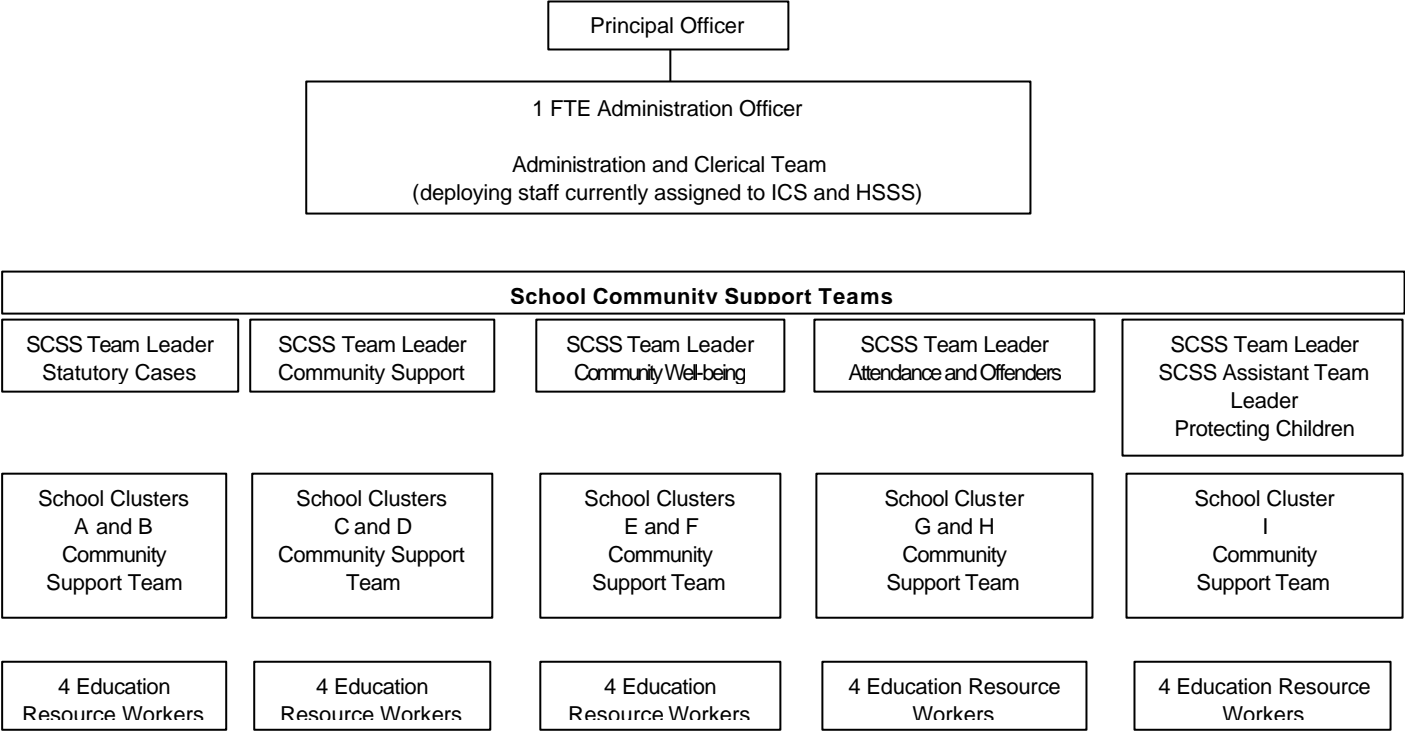 Principal Officer
1 FTE Administration Officer
Administration and Clerical Team
(deploying staff currently assigned to ICS and HSSS)
School Community Support Teams
SCSS Team Leader
Statutory Cases
SCSS Team Leader
Community Support
SCSS Team Leader
Community Well-being
SCSS Team Leader
Attendance and Offenders
SCSS Team Leader
SCSS Assistant Team
Leader
Protecting Children
School Clusters
A and B
Community
Support Team
School Clusters
C and D
Community Support
Team
School Clusters
E and F
Community
Support Team
School Cluster
G and H
Community
Support Team
School Cluster
I
Community
Support Team
4 Education
Resource Workers
4 Education
Resource Workers
4 Education
Resource Workers
4 Education Resource
Workers
4 Education Resource
Workers